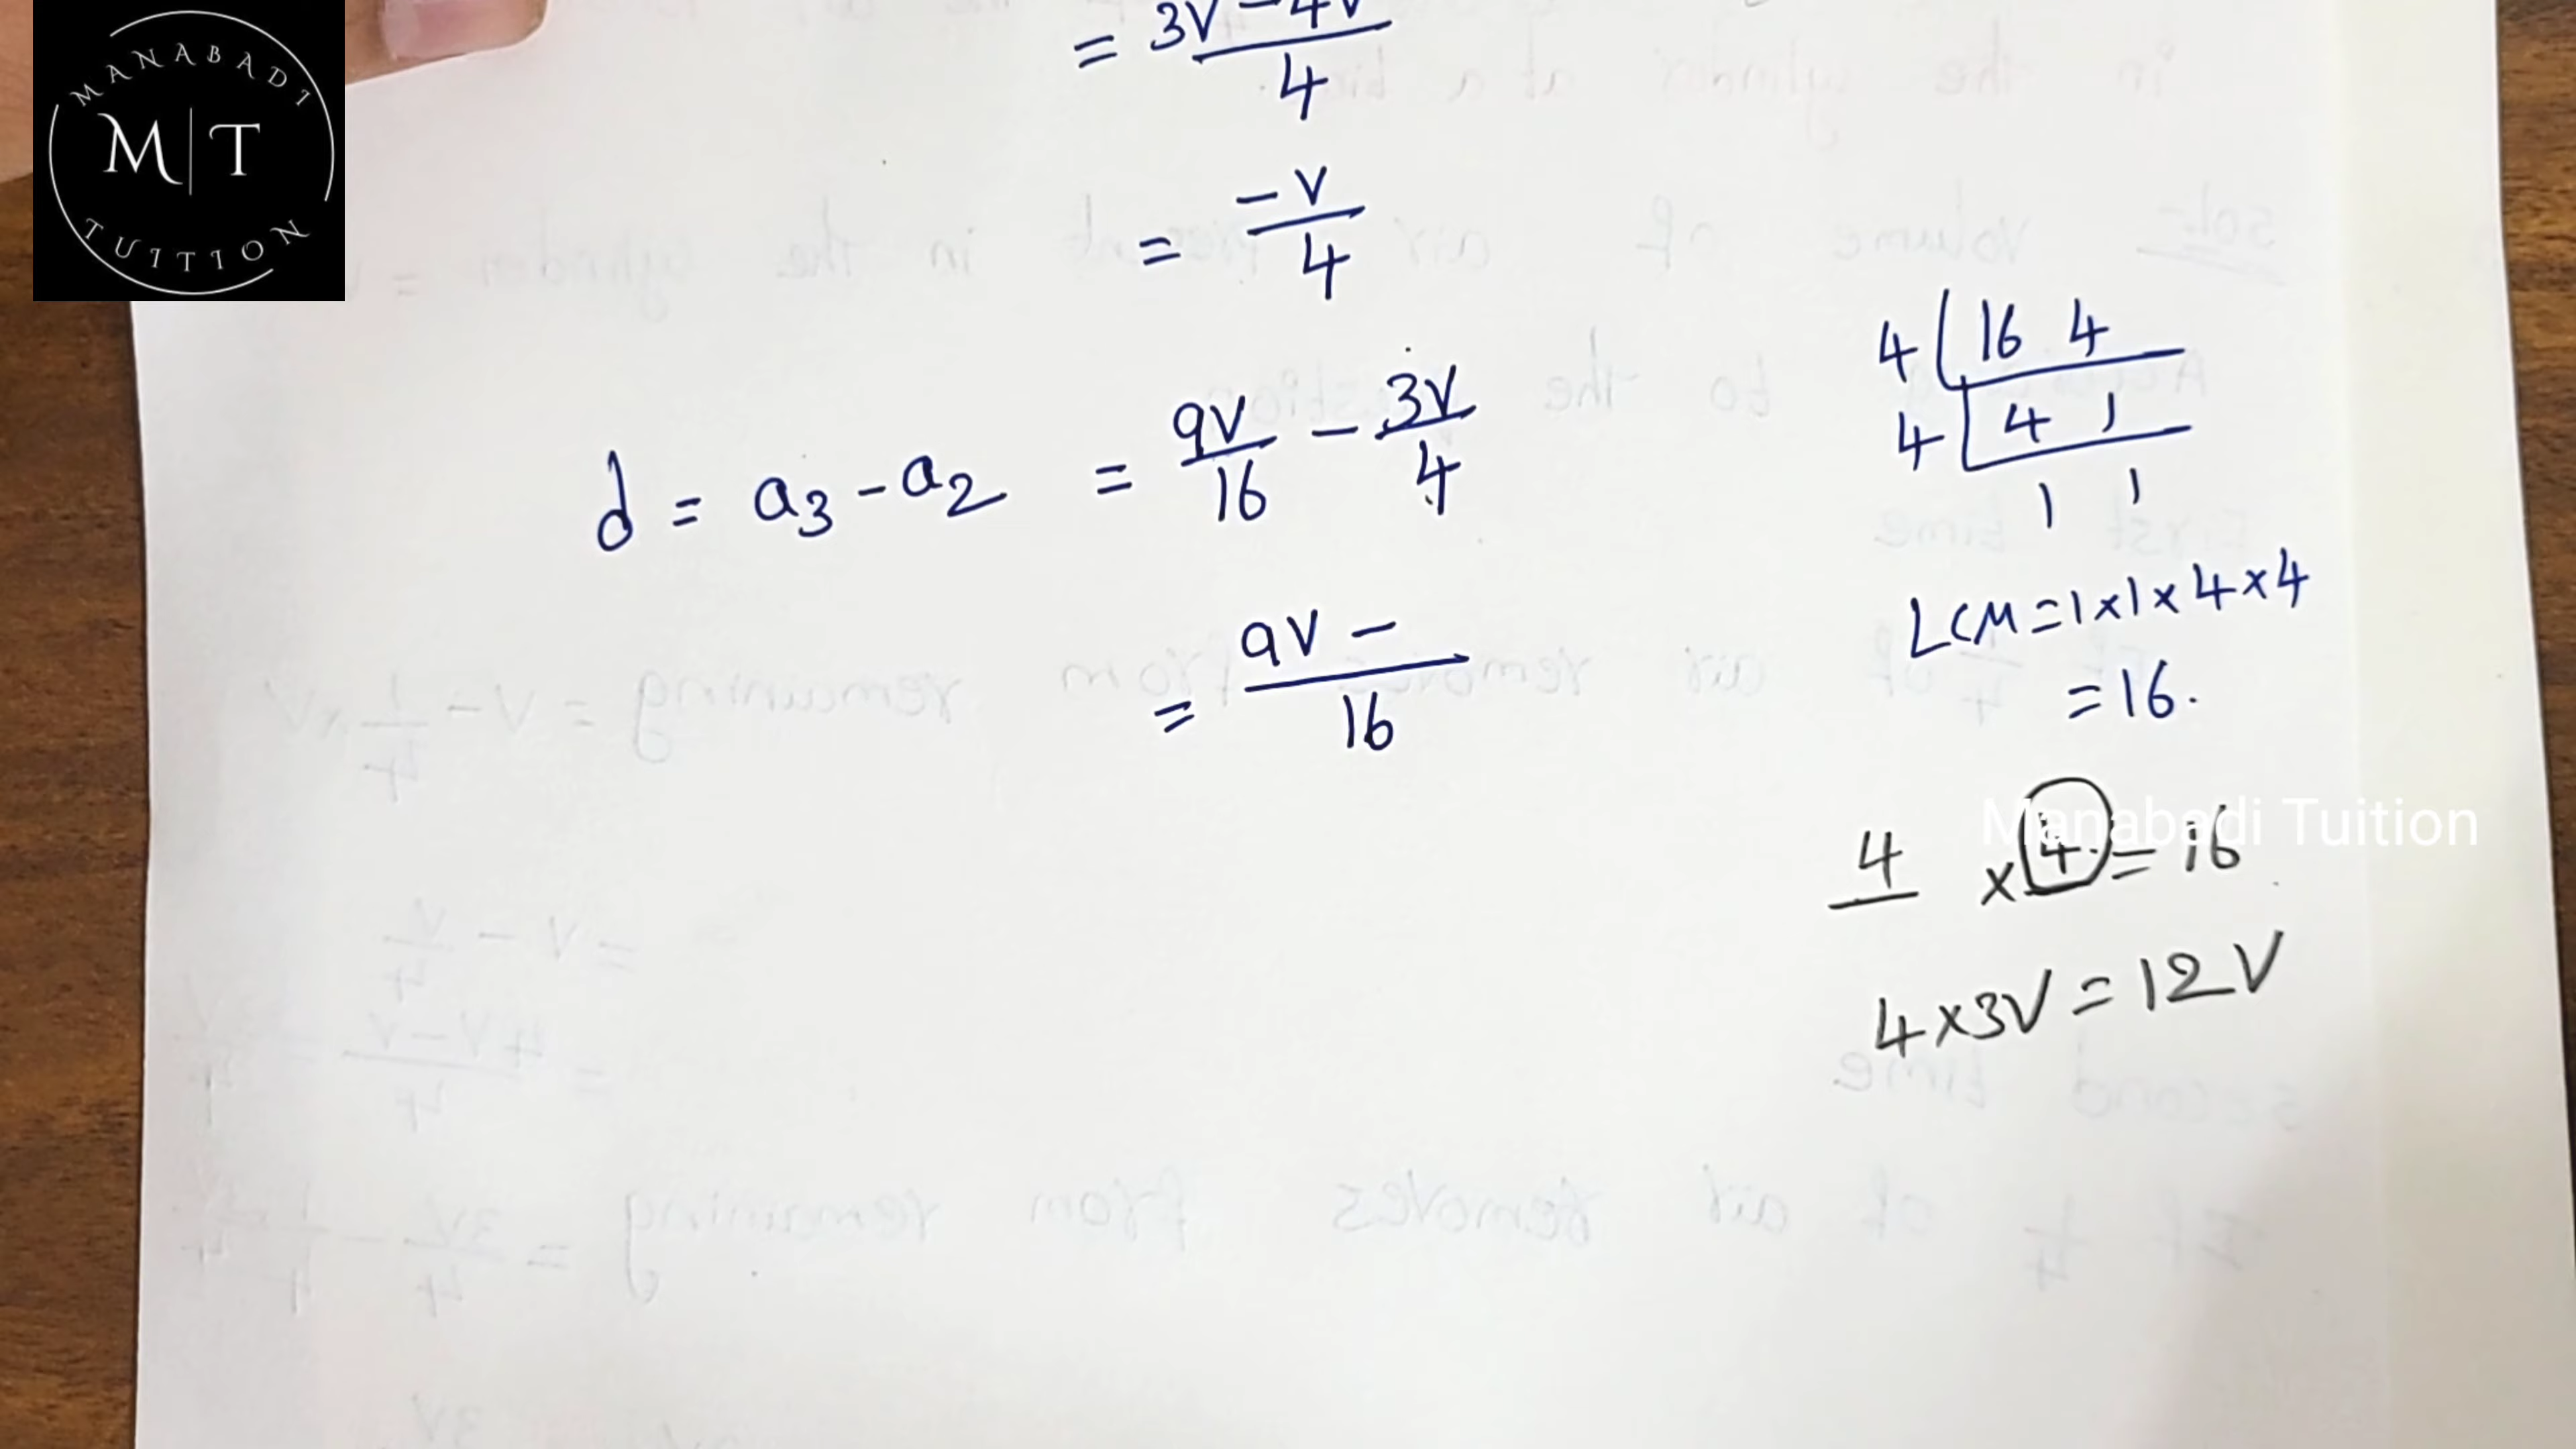 MANABADI
M|T
TUITION
= 3V - 4V / 4
= -V / 4
d = a3 - a2 = 9V/16 - 3V/4
= 9V - / 16
4 | 16 4
4 | 4 1
1 1
LCM = 1×1×4×4
= 16.
Manabadi Tuition
4 × 4 = 16
4×3V = 12V